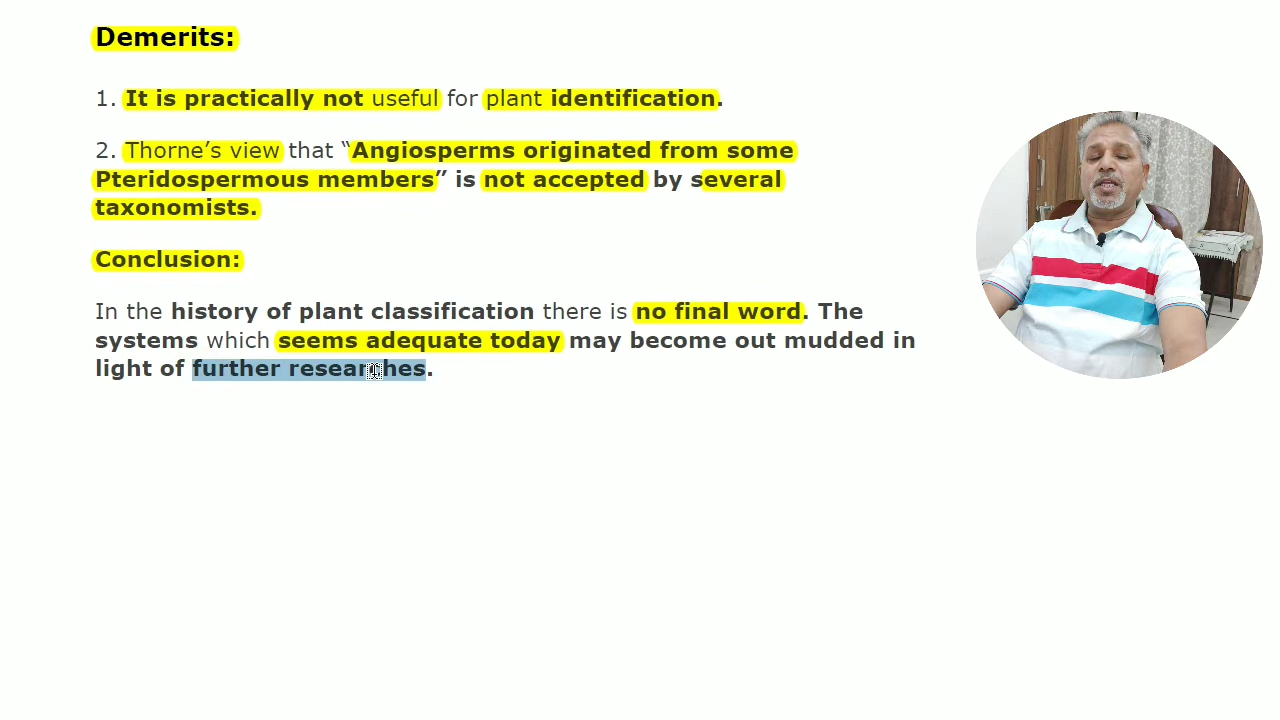 Demerits:
1. It is practically not useful for plant identification.
2. Thorne’s view that “Angiosperms originated from some
Pteridospermous members” is not accepted by several
taxonomists.
Conclusion:
In the history of plant classification there is no final word. The
systems which seems adequate today may become out mudded in
light of further researches.